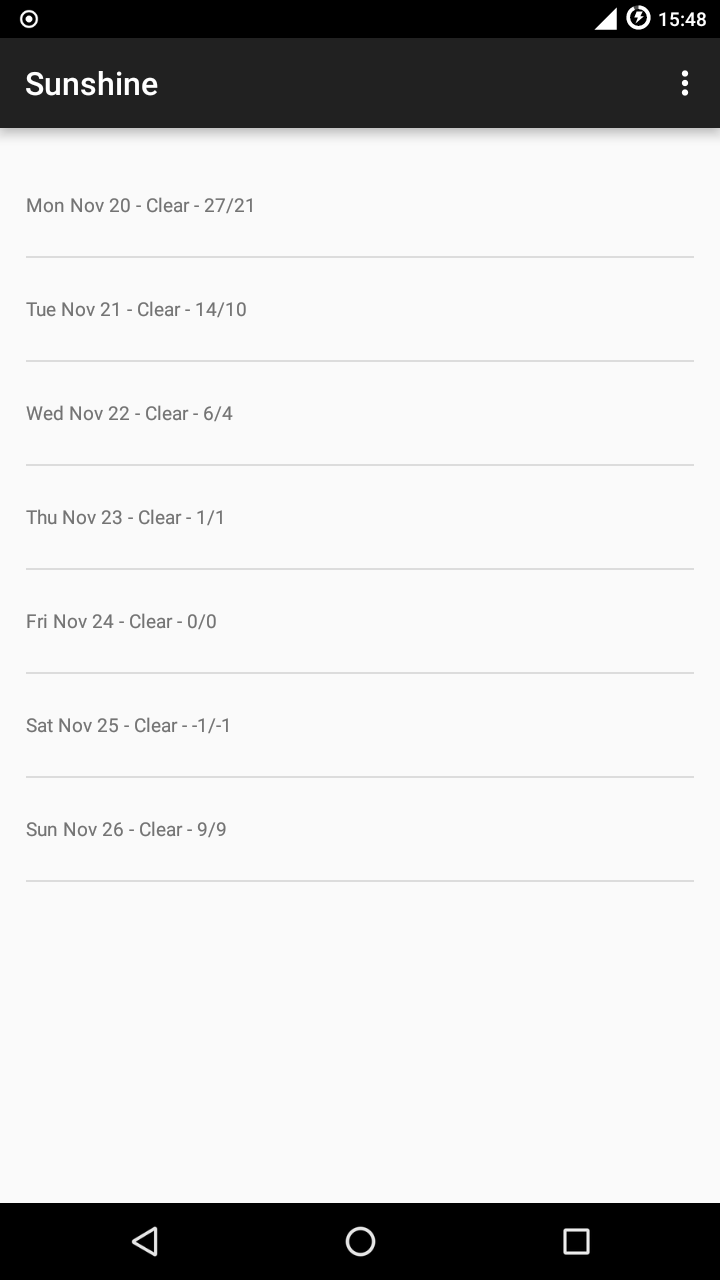 15:48
Sunshine
Mon Nov 20 - Clear - 27/21
Tue Nov 21 - Clear - 14/10
Wed Nov 22 - Clear - 6/4
Thu Nov 23 - Clear - 1/1
Fri Nov 24 - Clear - 0/0
Sat Nov 25 - Clear - -1/-1
Sun Nov 26 - Clear - 9/9